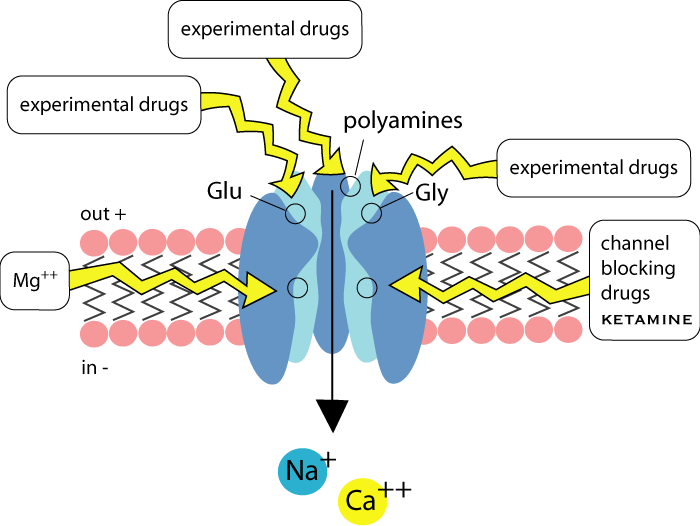 experimental drugs
experimental drugs
polyamines
experimental drugs
Glu
Gly
out +
Mg++
channel
blocking
drugs
KETAMINE
in -
Na+
Ca++